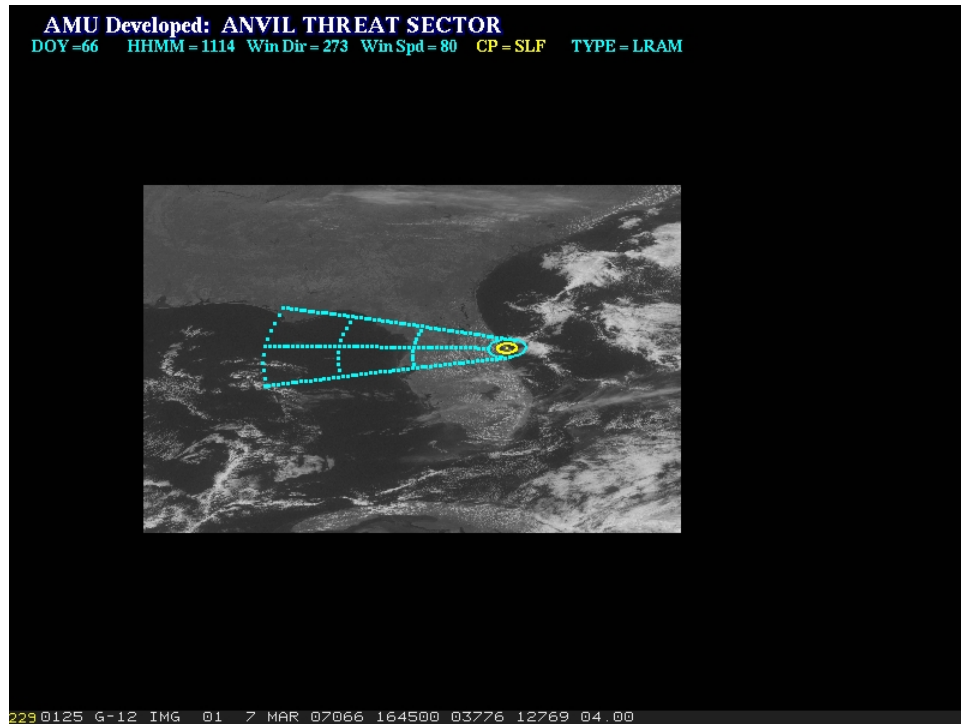 AMU Developed: ANVIL THREAT SECTOR
DOY =66 HHMM = 1114 Win Dir = 273 Win Spd = 80 CP = SLF TYPE = LRAM
229 0125 G-12 IMG 01 7 MAR 07066 164500 03776 12769 04.00